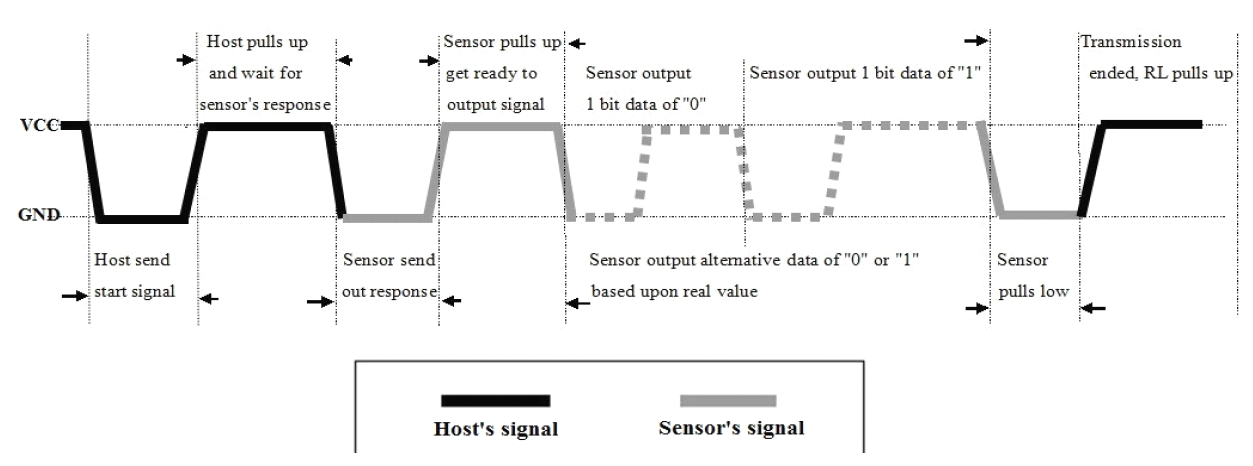 Host pulls up
and wait for
sensor's response
Sensor pulls up
get ready to
output signal
Sensor output
1 bit data of "0"
Sensor output 1 bit data of "1"
Transmission
ended, RL pulls up
VCC
GND
Host send
start signal
Sensor send
out response
Sensor output alternative data of "0" or "1"
based upon real value
Sensor
pulls low
Host's signal
Sensor's signal